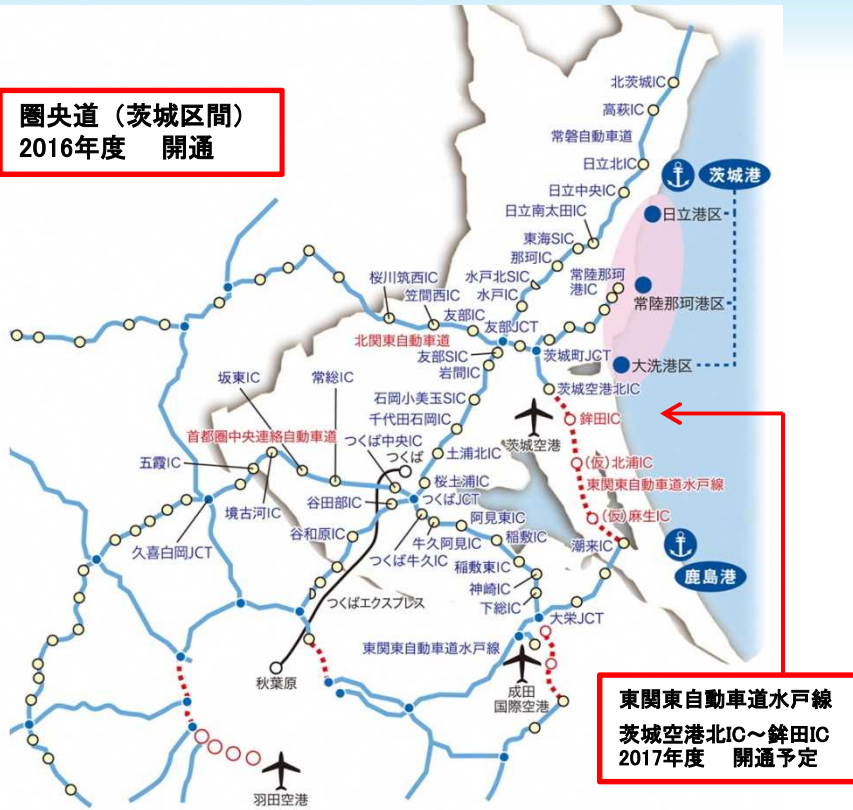 圏央道（茨城区間）
2016年度　開通
北茨城IC
高萩IC
常磐自動車道
日立北IC
茨城港
日立中央IC
日立南太田IC
日立港区
東海SIC
那珂IC
桜川筑西IC
水戸北SIC
常陸那珂
港IC
笠間西IC
水戸IC
常陸那珂港区
友部IC
友部JCT
北関東自動車道
友部SIC
茨城町JCT
大洗港区
岩間IC
坂東IC
常総IC
茨城空港北IC
石岡小美玉SIC
千代田石岡IC
鉾田IC
首都圏中央連絡自動車道
つくば中央IC
茨城空港
つくば
土浦北IC
五霞IC
(仮)北浦IC
桜土浦IC
東関東自動車道水戸線
境古河IC
谷田部IC
つくばJCT
阿見東IC
(仮)麻生IC
谷和原IC
牛久阿見IC
稲敷IC
潮来IC
久喜白岡JCT
つくば牛久IC
稲敷東IC
鹿島港
神崎IC
つくばエクスプレス
下総IC
大栄JCT
東関東自動車道水戸線
秋葉原
成田
国際空港
東関東自動車道水戸線
茨城空港北IC～鉾田IC
2017年度　開通予定
羽田空港